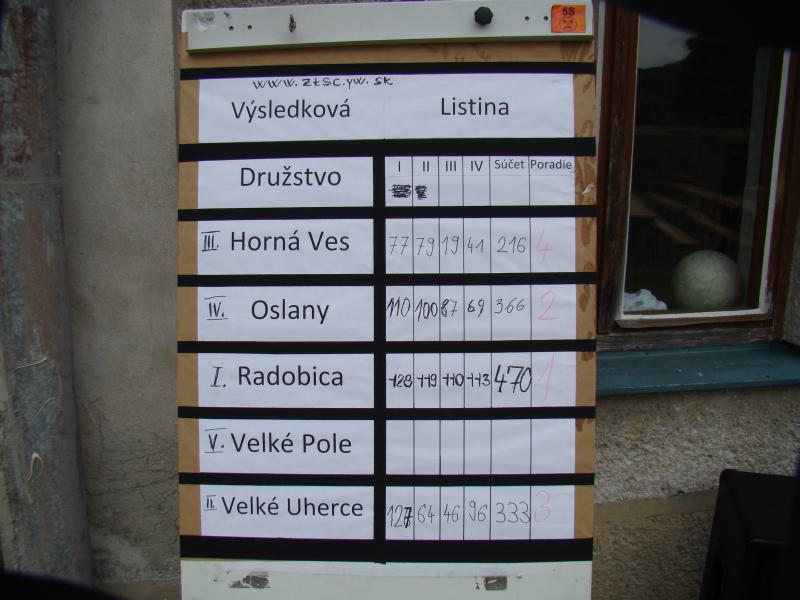 5S
www.ztsc.yw.sk
Výsledková Listina
Družstvo I II III IV Súčet Poradie
III. Horná Ves 77 79 19 41 216 4
IV. Oslany 110 100 87 69 366 2
I. Radobica 128 119 110 113 470 1
V. Velké Pole
II. Velké Uherce 127 64 46 96 333 3